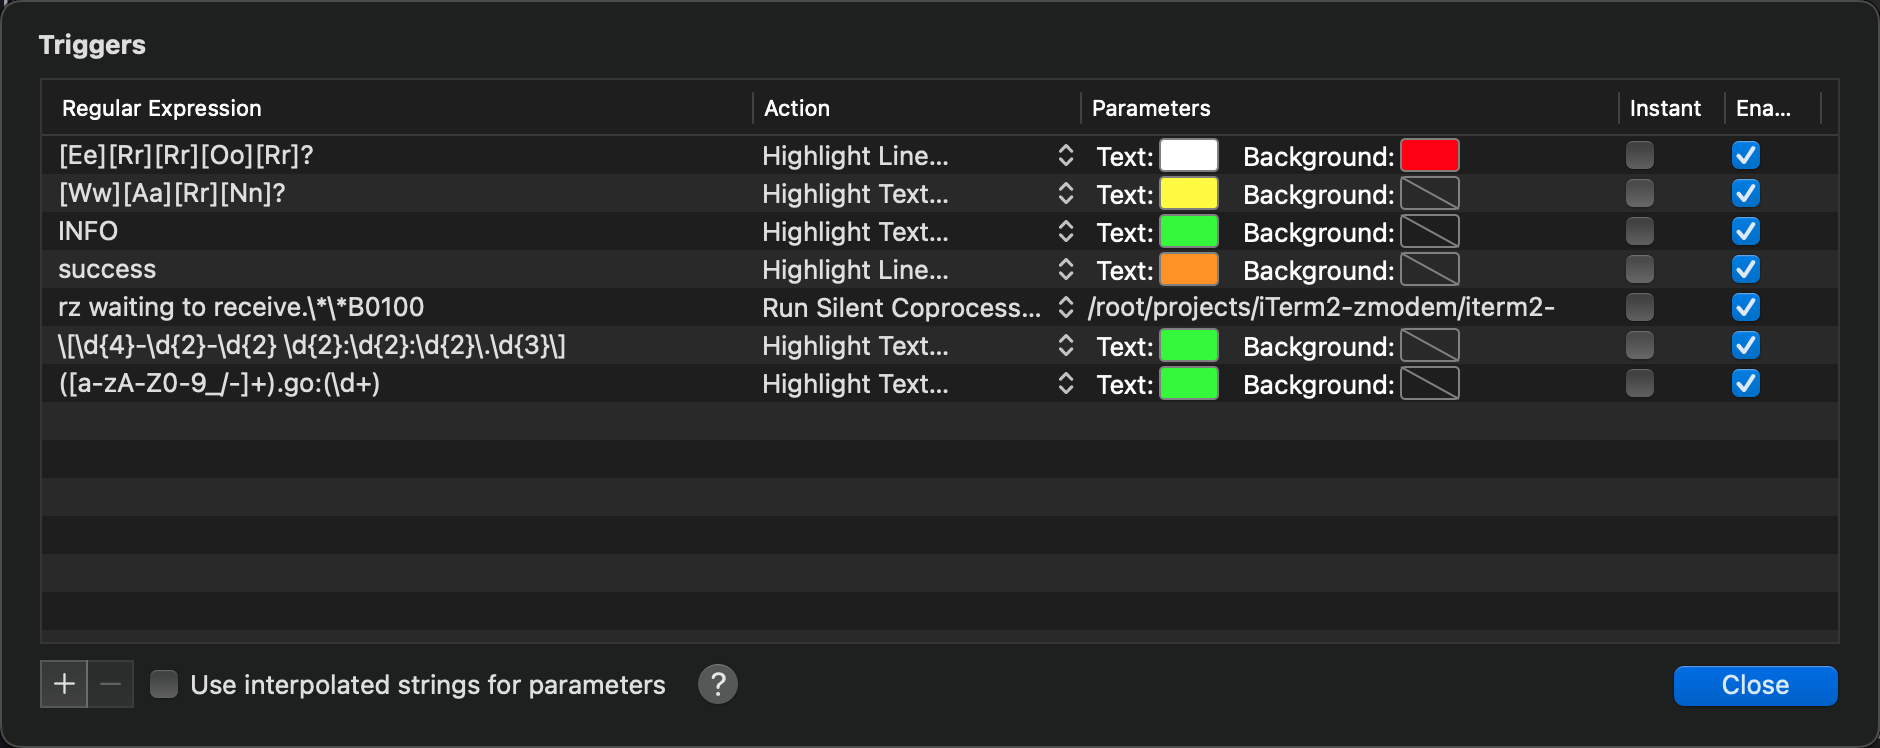 Triggers
Regular Expression Action Parameters Instant Ena...
[Ee][Rr][Rr][Oo][Rr]? Highlight Line... Text: Background:
[Ww][Aa][Rr][Nn]? Highlight Text... Text: Background:
INFO Highlight Text... Text: Background:
success Highlight Line... Text: Background:
rz waiting to receive.\*\*B0100 Run Silent Coprocess... /root/projects/iTerm2-zmodem/iterm2-
\[\d{4}-\d{2}-\d{2} \d{2}:\d{2}:\d{2}\.\d{3}\] Highlight Text... Text: Background:
([a-zA-Z0-9_/-]+).go:(\d+) Highlight Text... Text: Background:
+ − Use interpolated strings for parameters ? Close